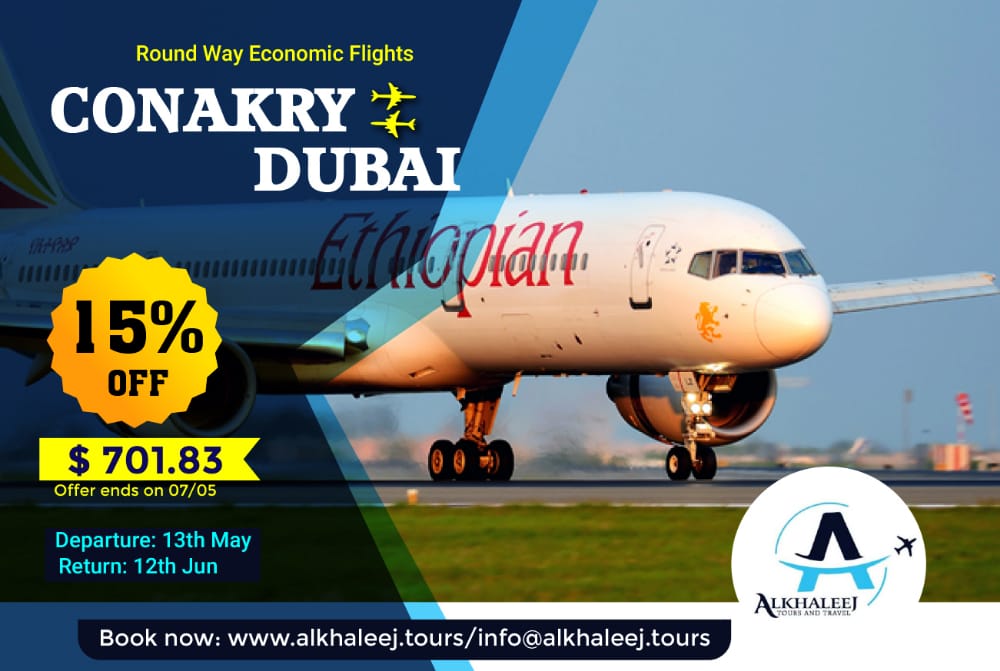 Round Way Economic Flights
CONAKRY
DUBAI
Ethiopian
15%
OFF
$ 701.83
Offer ends on 07/05
Departure: 13th May
Return: 12th Jun
ALKHALEEJ
TOURS AND TRAVEL
Book now: www.alkhaleej.tours/info@alkhaleej.tours